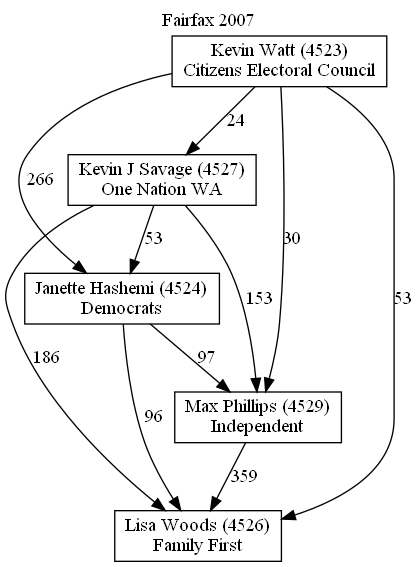 Fairfax 2007
Kevin Watt (4523)
Citizens Electoral Council
24
Kevin J Savage (4527)
One Nation WA
266
53
30
Janette Hashemi (4524)
Democrats
153
53
186
97
96
Max Phillips (4529)
Independent
359
Lisa Woods (4526)
Family First